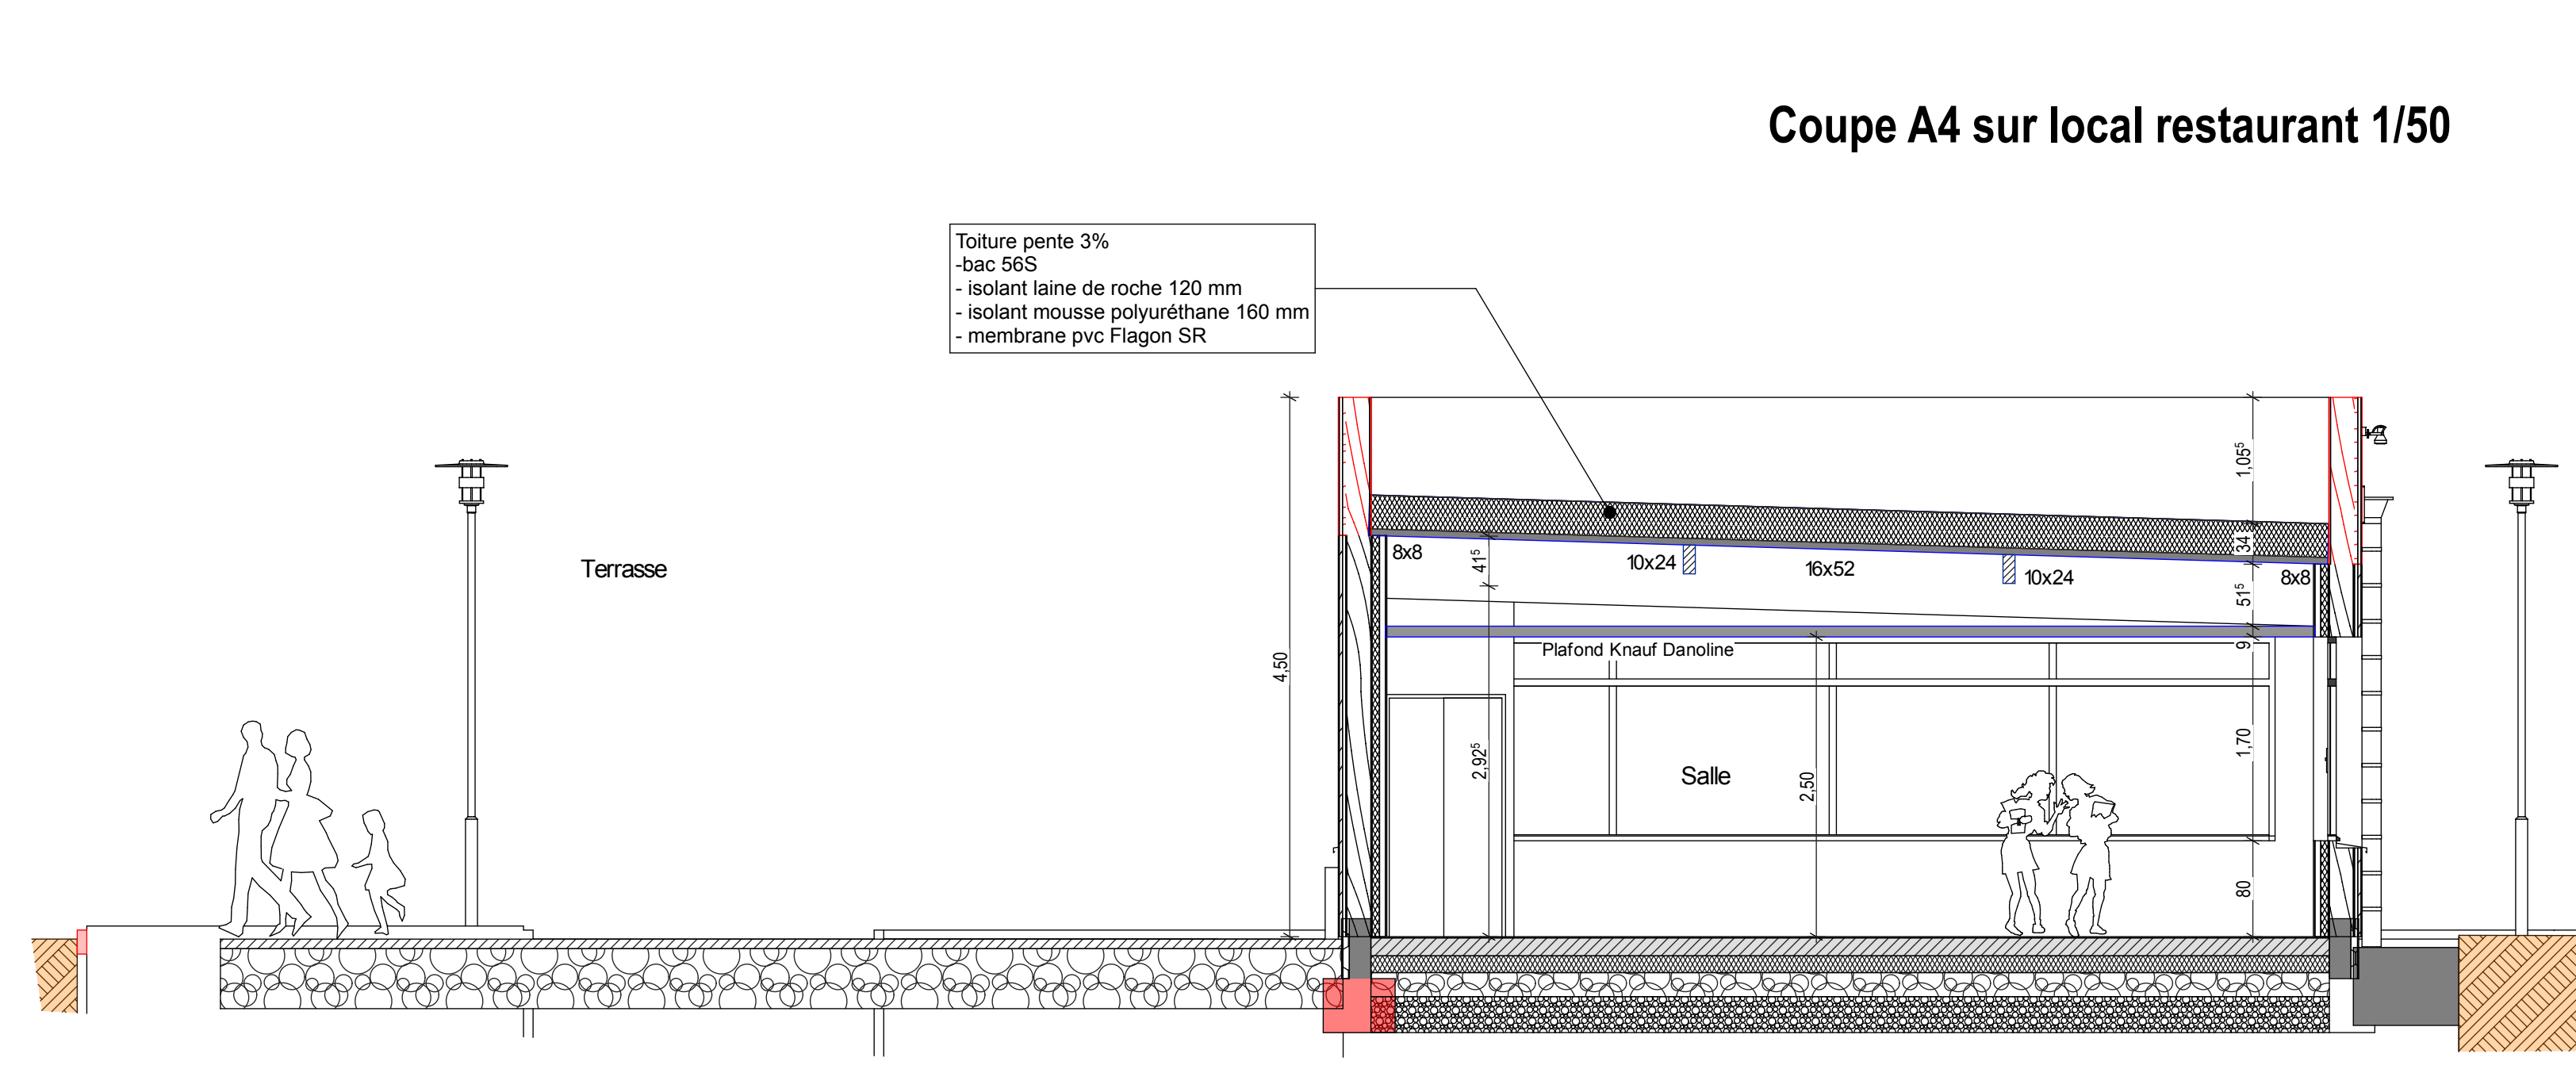 Coupe A4 sur local restaurant 1/50
Toiture pente 3%
-bac 56S
- isolant laine de roche 120 mm
- isolant mousse polyuréthane 160 mm
- membrane pvc Flagon SR
1,05⁵
Terrasse
8x8
41⁵
10x24
16x52
10x24
34
8x8
51⁵
4,50
Plafond Knauf Danoline
9
2,92⁵
Salle
2,50
1,70
80